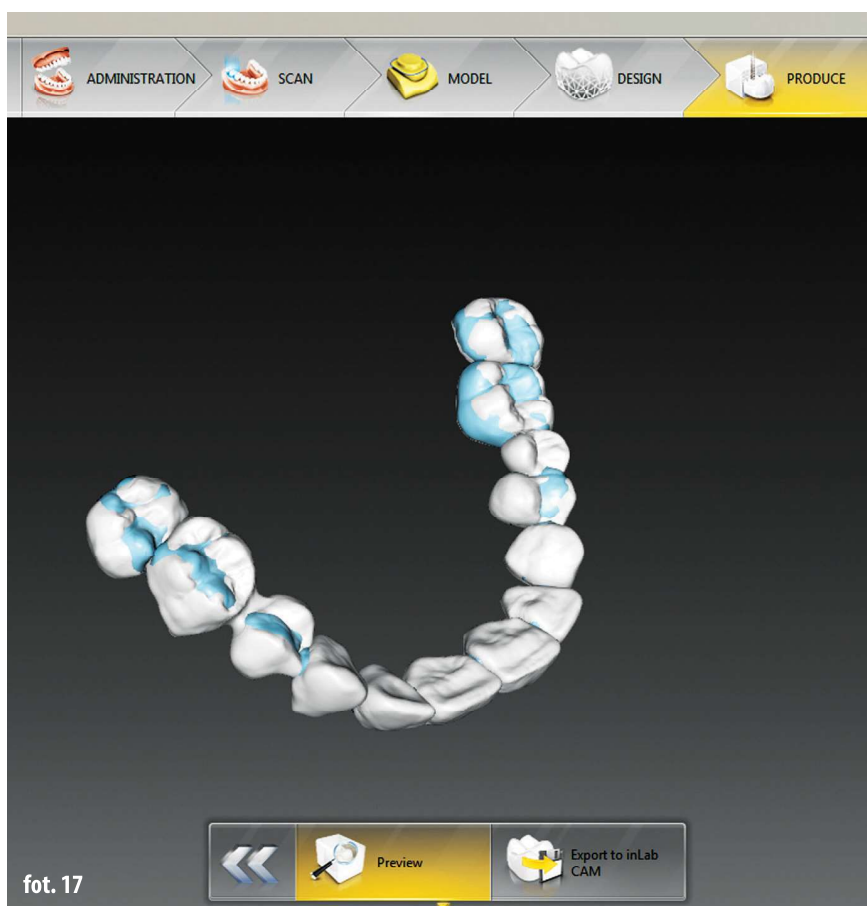 ADMINISTRATION
SCAN
MODEL
DESIGN
PRODUCE
Preview
Export to inLab
CAM
fot. 17